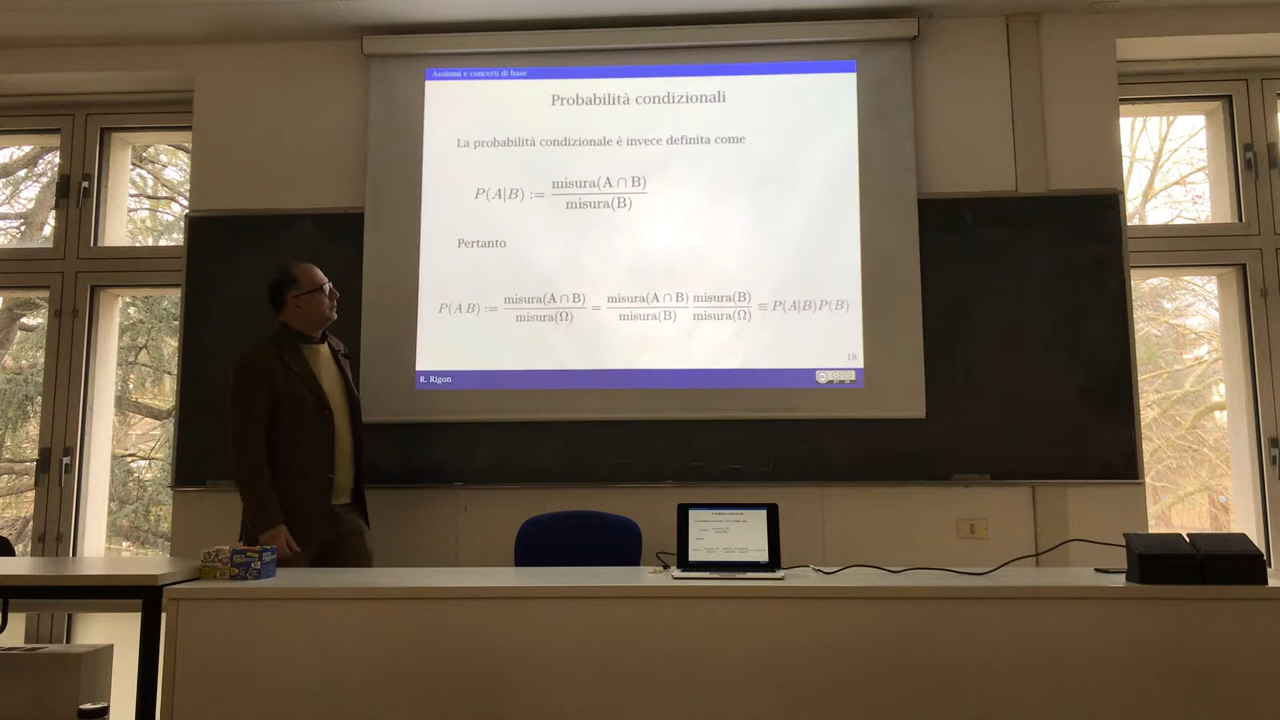 Assiomi e concetti di base
Probabilità condizionali
La probabilità condizionale è invece definita come
P(A|B) := misura(A ∩ B) / misura(B)
Pertanto
P(A B) := misura(A ∩ B) / misura(Ω) = misura(A ∩ B) / misura(B) misura(B) / misura(Ω) ≡ P(A|B)P(B)
18
R. Rigon